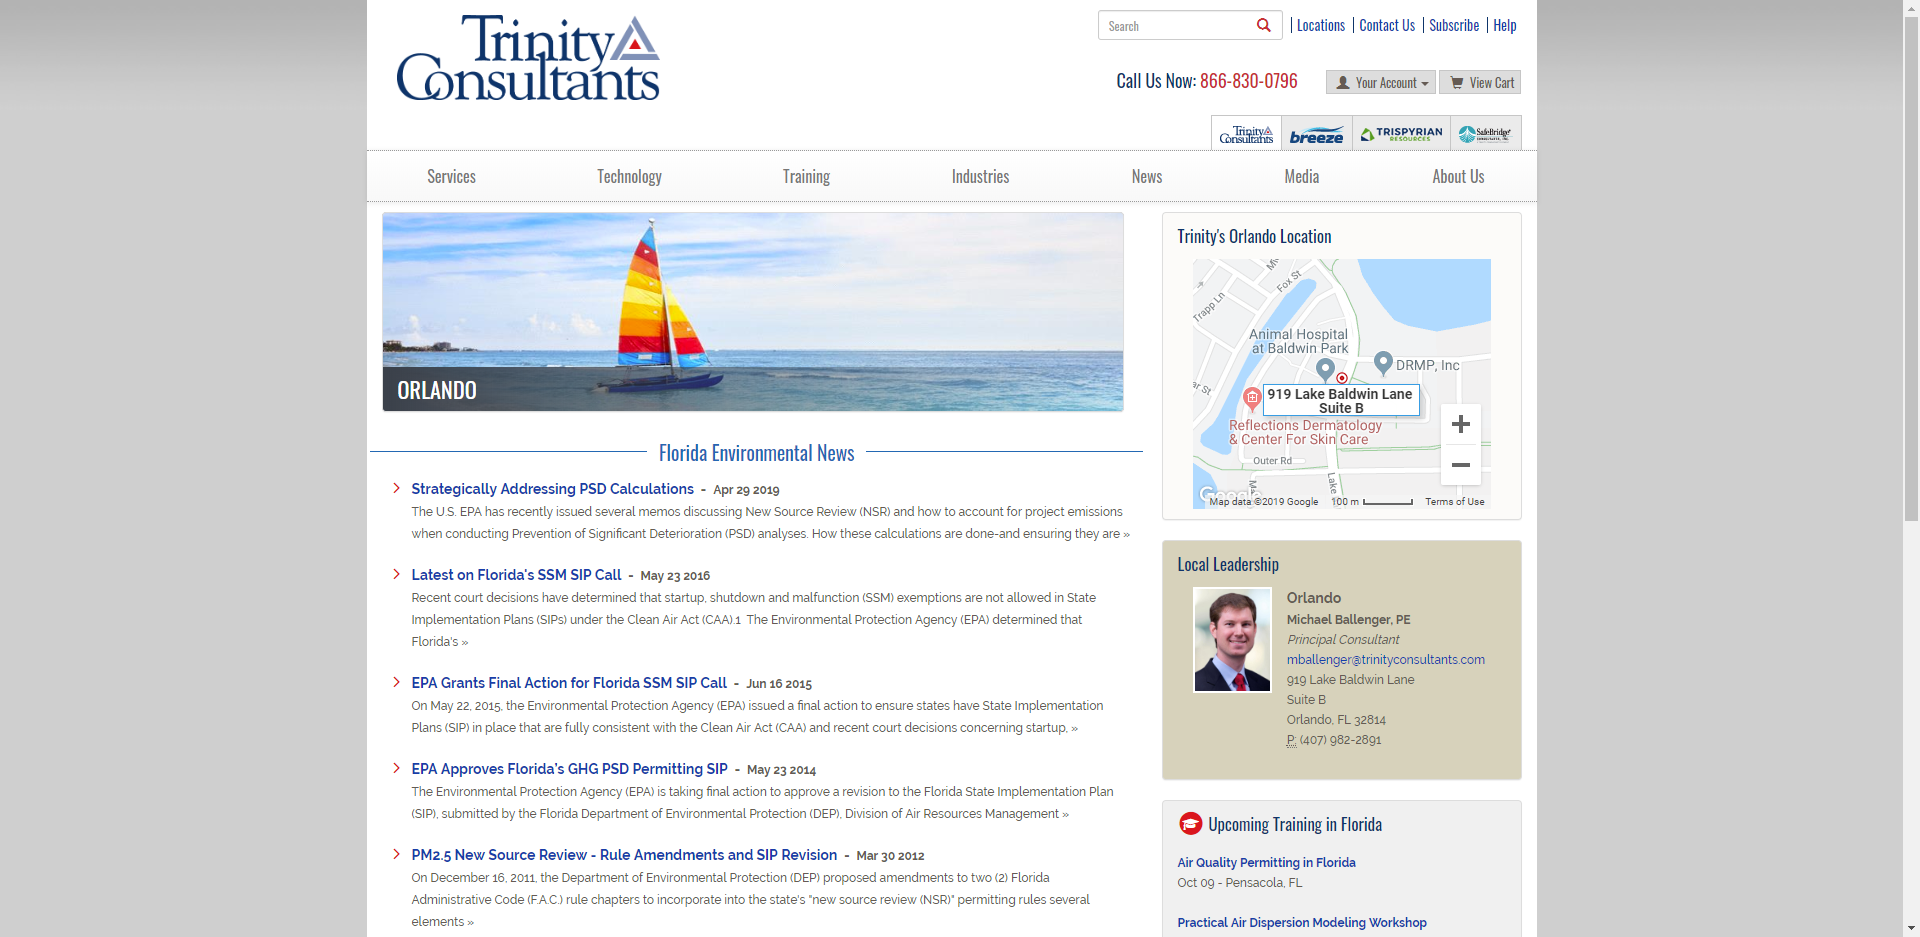 Trinity
Consultants
Search
Locations
Contact Us
Subscribe
Help
Call Us Now: 866-830-0796
Your Account
View Cart
Trinity
Consultants
breeze
TRISPYRIAN
RESOURCES
SafeBridge
Services
Technology
Training
Industries
News
Media
About Us
ORLANDO
Florida Environmental News
Strategically Addressing PSD Calculations - Apr 29 2019
The U.S. EPA has recently issued several memos discussing New Source Review (NSR) and how to account for project emissions
when conducting Prevention of Significant Deterioration (PSD) analyses. How these calculations are done-and ensuring they are »
Latest on Florida's SSM SIP Call - May 23 2016
Recent court decisions have determined that startup, shutdown and malfunction (SSM) exemptions are not allowed in State
Implementation Plans (SIPs) under the Clean Air Act (CAA).1 The Environmental Protection Agency (EPA) determined that
Florida's »
EPA Grants Final Action for Florida SSM SIP Call - Jun 16 2015
On May 22, 2015, the Environmental Protection Agency (EPA) issued a final action to ensure states have State Implementation
Plans (SIP) in place that are fully consistent with the Clean Air Act (CAA) and recent court decisions concerning startup, »
EPA Approves Florida's GHG PSD Permitting SIP - May 23 2014
The Environmental Protection Agency (EPA) is taking final action to approve a revision to the Florida State Implementation Plan
(SIP), submitted by the Florida Department of Environmental Protection (DEP), Division of Air Resources Management »
PM2.5 New Source Review - Rule Amendments and SIP Revision - Mar 30 2012
On December 16, 2011, the Department of Environmental Protection (DEP) proposed amendments to two (2) Florida
Administrative Code (F.A.C.) rule chapters to incorporate into the state's "new source review (NSR)" permitting rules several
elements »
Trinity's Orlando Location
Fox St
Trapp Ln
Animal Hospital
at Baldwin Park
DRMP, Inc
ar St
919 Lake Baldwin Lane
Suite B
Reflections Dermatology
& Center For Skin Care
Outer Rd
Lake
Google
Map data ©2019 Google
100 m
Terms of Use
Local Leadership
Orlando
Michael Ballenger, PE
Principal Consultant
mballenger@trinityconsultants.com
919 Lake Baldwin Lane
Suite B
Orlando, FL 32814
P: (407) 982-2891
Upcoming Training in Florida
Air Quality Permitting in Florida
Oct 09 - Pensacola, FL
Practical Air Dispersion Modeling Workshop